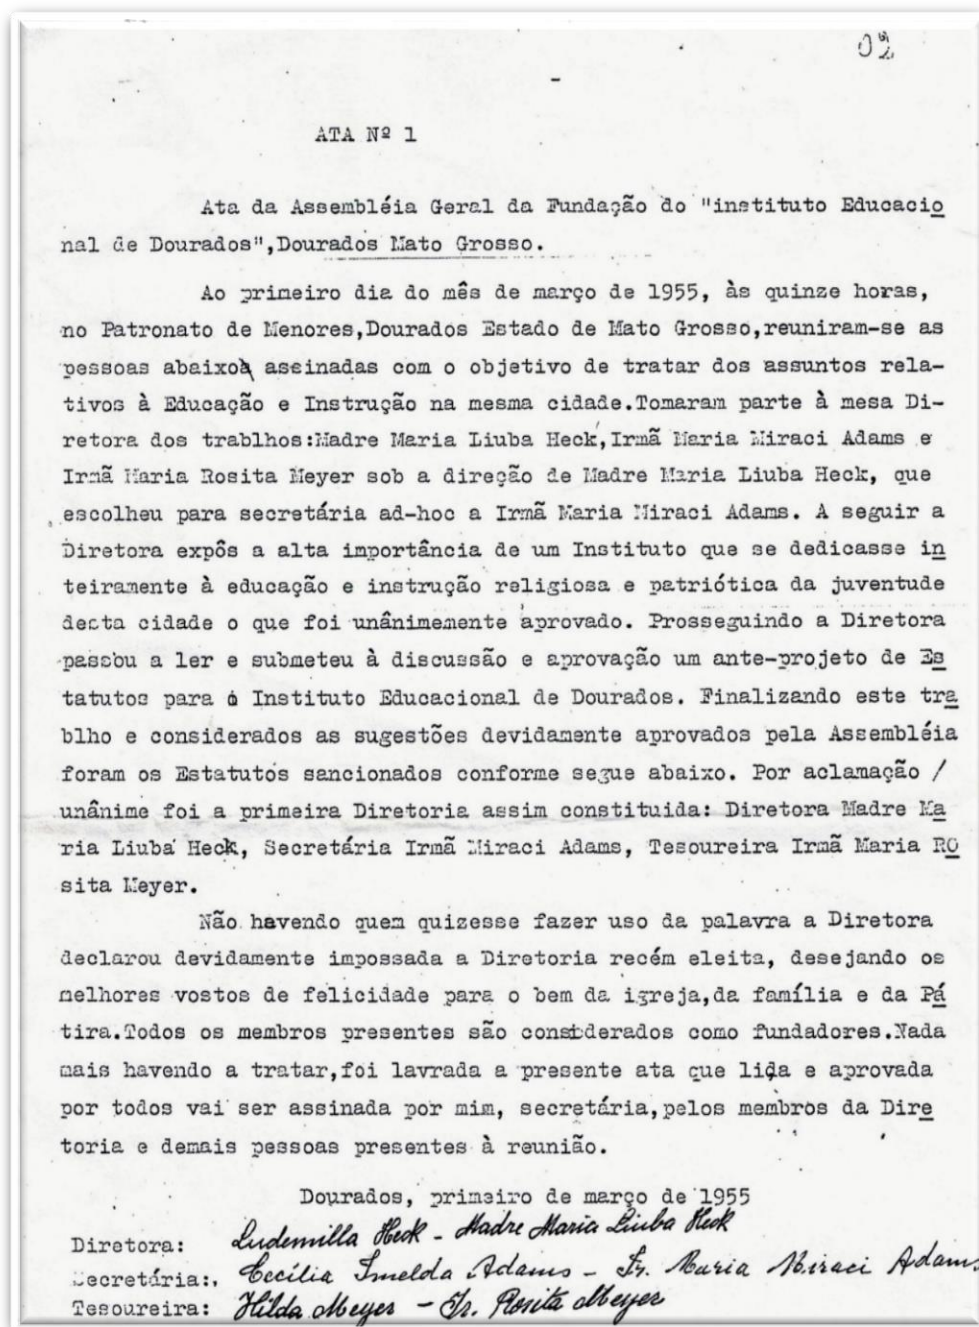 02
ATA Nº 1
Ata da Assembléia Geral da Fundação do "instituto Educacio
nal de Dourados",Dourados Mato Grosso.
Ao primeiro dia do mês de março de 1955, às quinze horas,
no Patronato de Menores,Dourados Estado de Mato Grosso,reuniram-se as
pessoas abaixo assinadas com o objetivo de tratar dos assuntos rela-
tivos à Educação e Instrução na mesma cidade.Tomaram parte à mesa Di-
retora dos trablhos:Madre Maria Liuba Heck,Irmã Maria Miraci Adams e
Irmã Maria Rosita Meyer sob a direção de Madre Maria Liuba Heck, que
escolheu para secretária ad-hoc a Irmã Maria Miraci Adams. A seguir a
Diretora expôs a alta importância de um Instituto que se dedicasse in
teiramente à educação e instrução religiosa e patriótica da juventude
desta cidade o que foi unânimemente aprovado. Prosseguindo a Diretora
passou a ler e submeteu à discussão e aprovação um ante-projeto de Es
tatutos para o Instituto Educacional de Dourados. Finalizando este tra
blho e considerados as sugestões devidamente aprovados pela Assembléia
foram os Estatutos sancionados conforme segue abaixo. Por aclamação /
unânime foi a primeira Diretoria assim constituida: Diretora Madre Ma
ria Liuba Heck, Secretária Irmã Miraci Adams, Tesoureira Irmã Maria RO
sita Meyer.
Não havendo quem quizesse fazer uso da palavra a Diretora
declarou devidamente impossada a Diretoria recém eleita, desejando os
melhores vostos de felicidade para o bem da igreja,da família e da Pá
tira.Todos os membros presentes são considerados como fundadores.Nada
mais havendo a tratar,foi lavrada a presente ata que lida e aprovada
por todos vai ser assinada por mim, secretária,pelos membros da Dire
toria e demais pessoas presentes à reunião.
Dourados, primeiro de março de 1955
Diretora: Ludemilla Heck - Madre Maria Liuba Heck
Secretária:, Cecília Imelda Adams - Ir. Maria Miraci Adams
Tesoureira: Hilda Meyer - Ir. Rosita Meyer